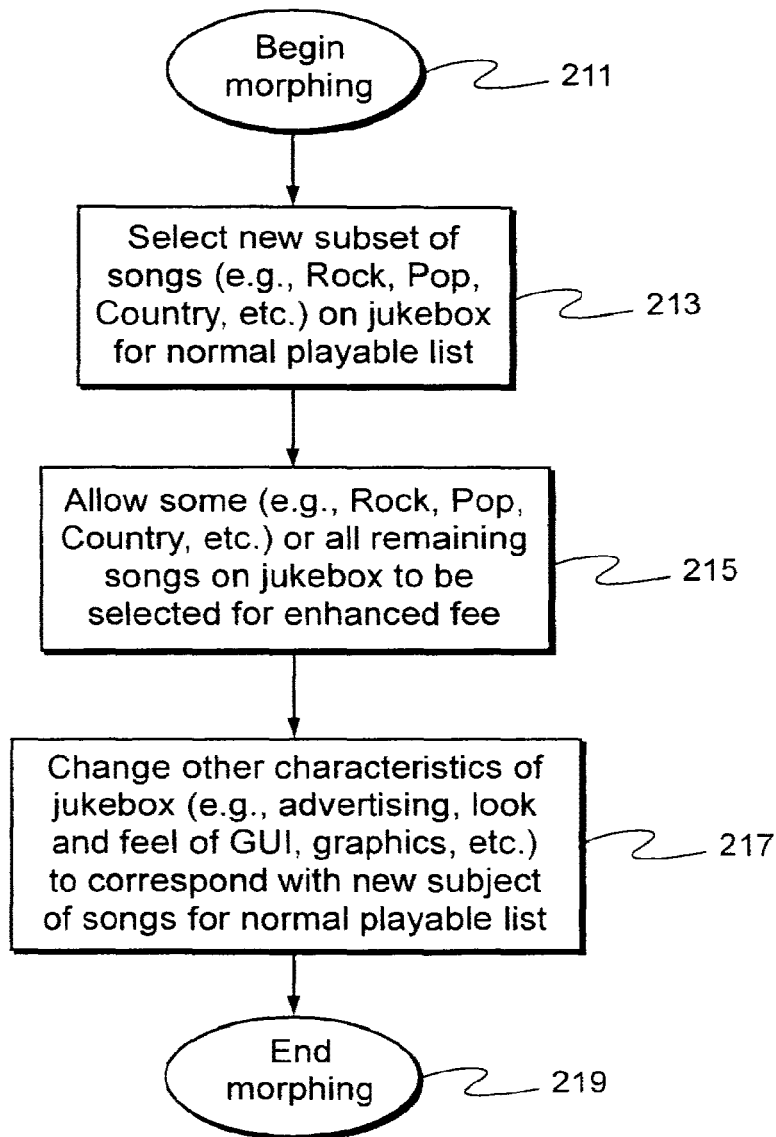 Begin
morphing
211
Select new subset of
songs (e.g., Rock, Pop,
Country, etc.) on jukebox
for normal playable list
213
Allow some (e.g., Rock, Pop,
Country, etc.) or all remaining
songs on jukebox to be
selected for enhanced fee
215
Change other characteristics of
jukebox (e.g., advertising, look
and feel of GUI, graphics, etc.)
to correspond with new subject
of songs for normal playable list
217
End
morphing
219